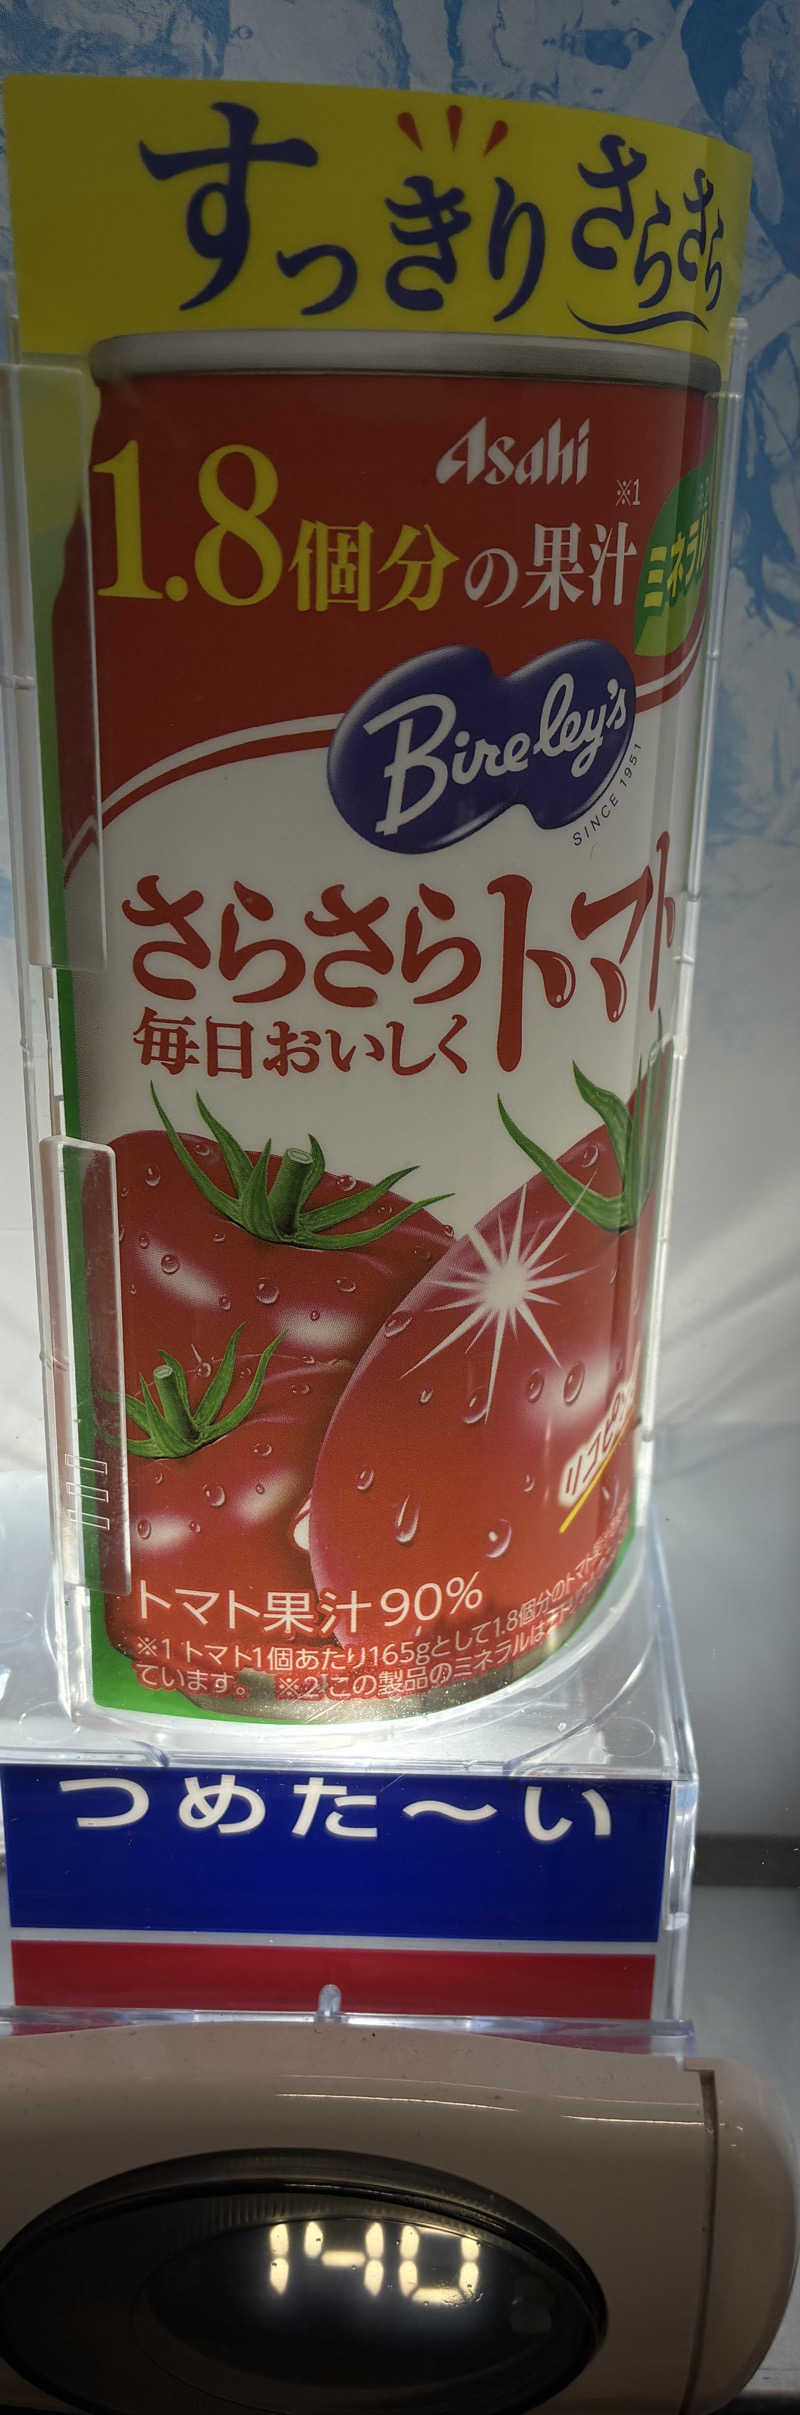 すっきりさらさら
Asahi
1.8個分の果汁※1
ミネラル
Bireley's
SINCE 1951
さらさらトマト
毎日おいしく
リコピン
トマト果汁90%
※1 トマト1個あたり165gとして1.8個分のトマト
ています。 ※2この製品のミネラルは
つめた〜い
140